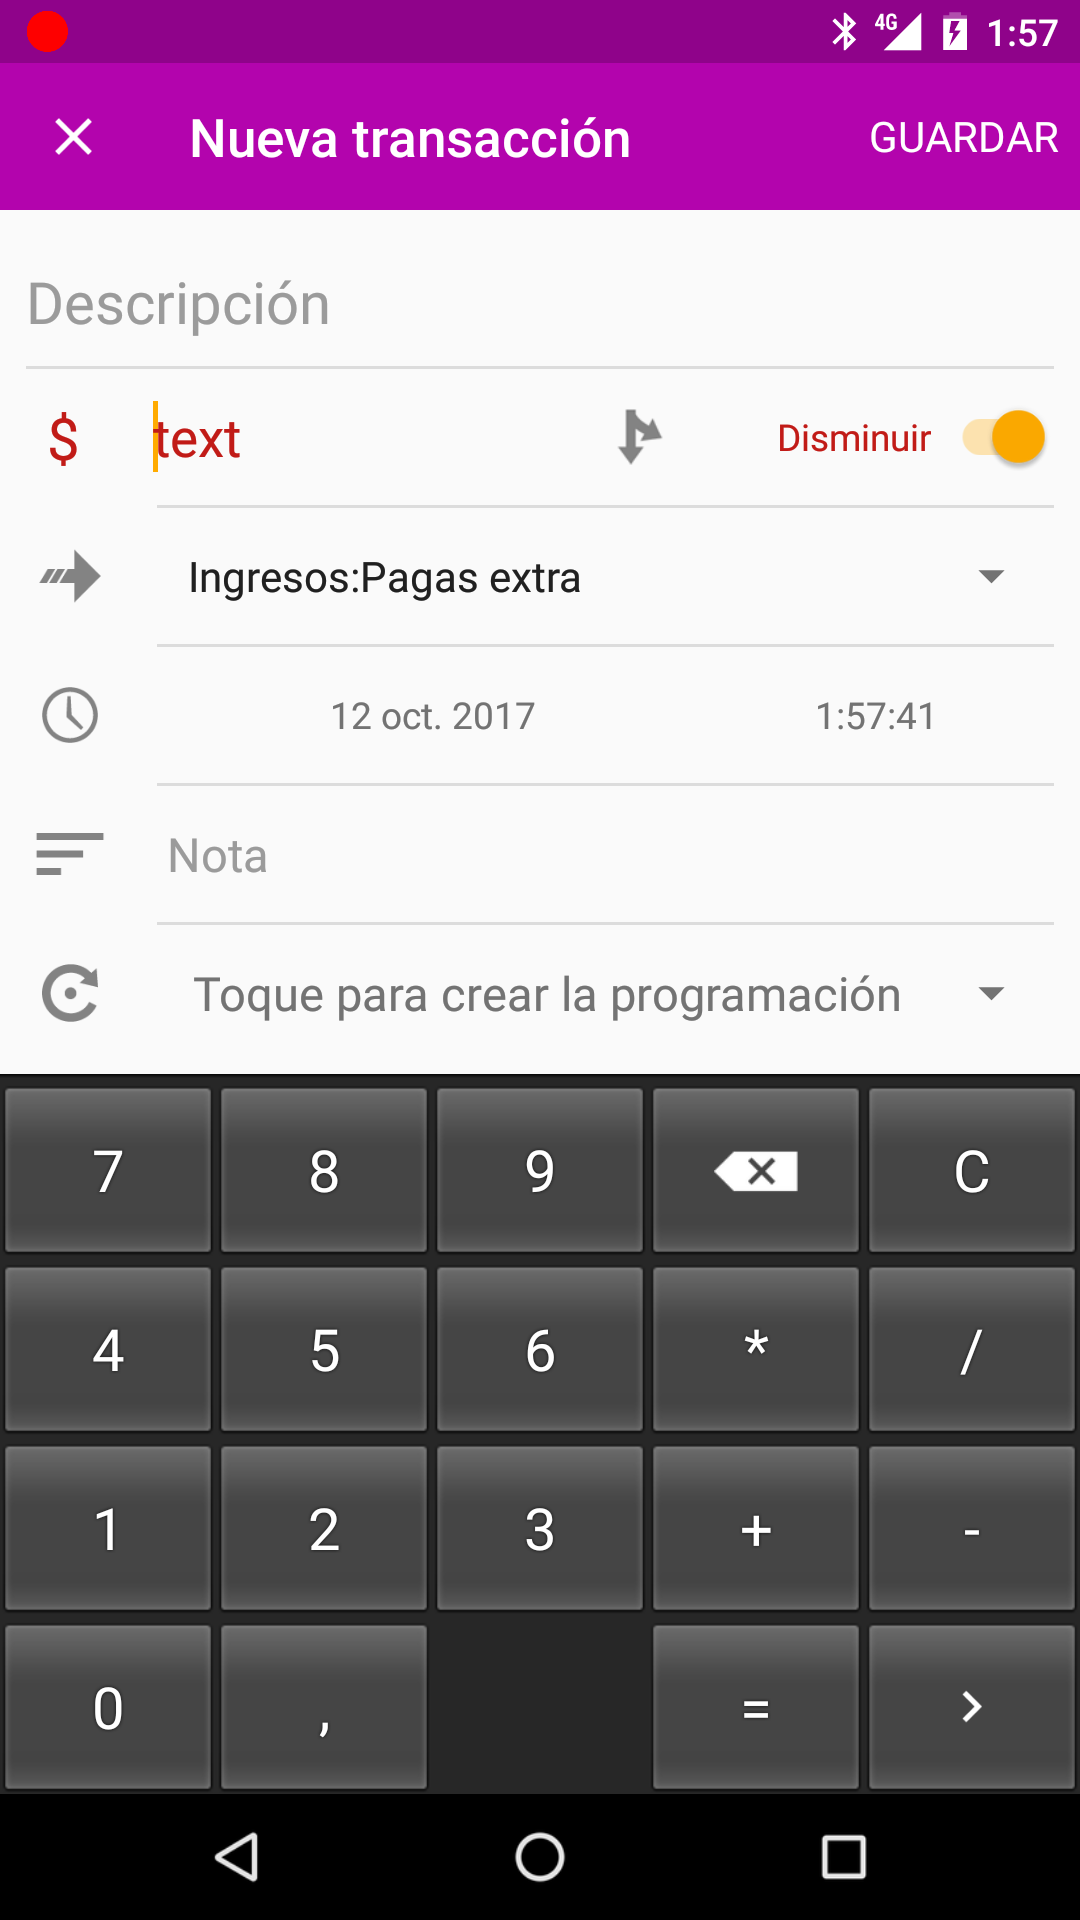 4G 1:57
Nueva transacción GUARDAR
Descripción
$ text Disminuir
Ingresos:Pagas extra
12 oct. 2017 1:57:41
Nota
Toque para crear la programación
7 8 9 C
4 5 6 * /
1 2 3 + -
0 , = >